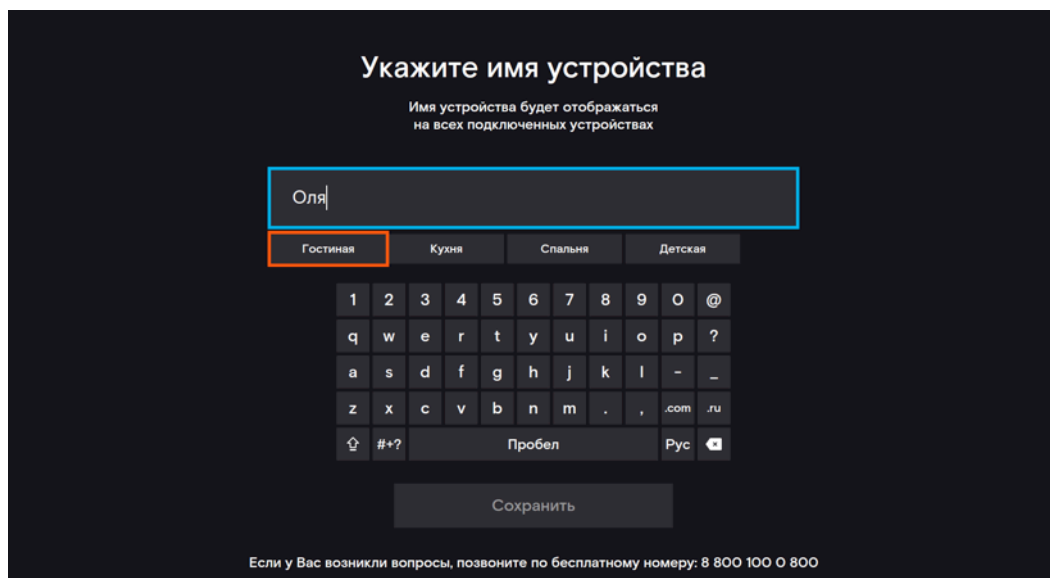 Укажите имя устройства
Имя устройства будет отображаться
на всех подключенных устройствах
Оля
Гостиная Кухня Спальня Детская
1 2 3 4 5 6 7 8 9 0 @
q w e r t y u i o p ?
a s d f g h j k l - _
z x c v b n m . , .com .ru
#+? Пробел Рус
Сохранить
Если у Вас возникли вопросы, позвоните по бесплатному номеру: 8 800 100 0 800